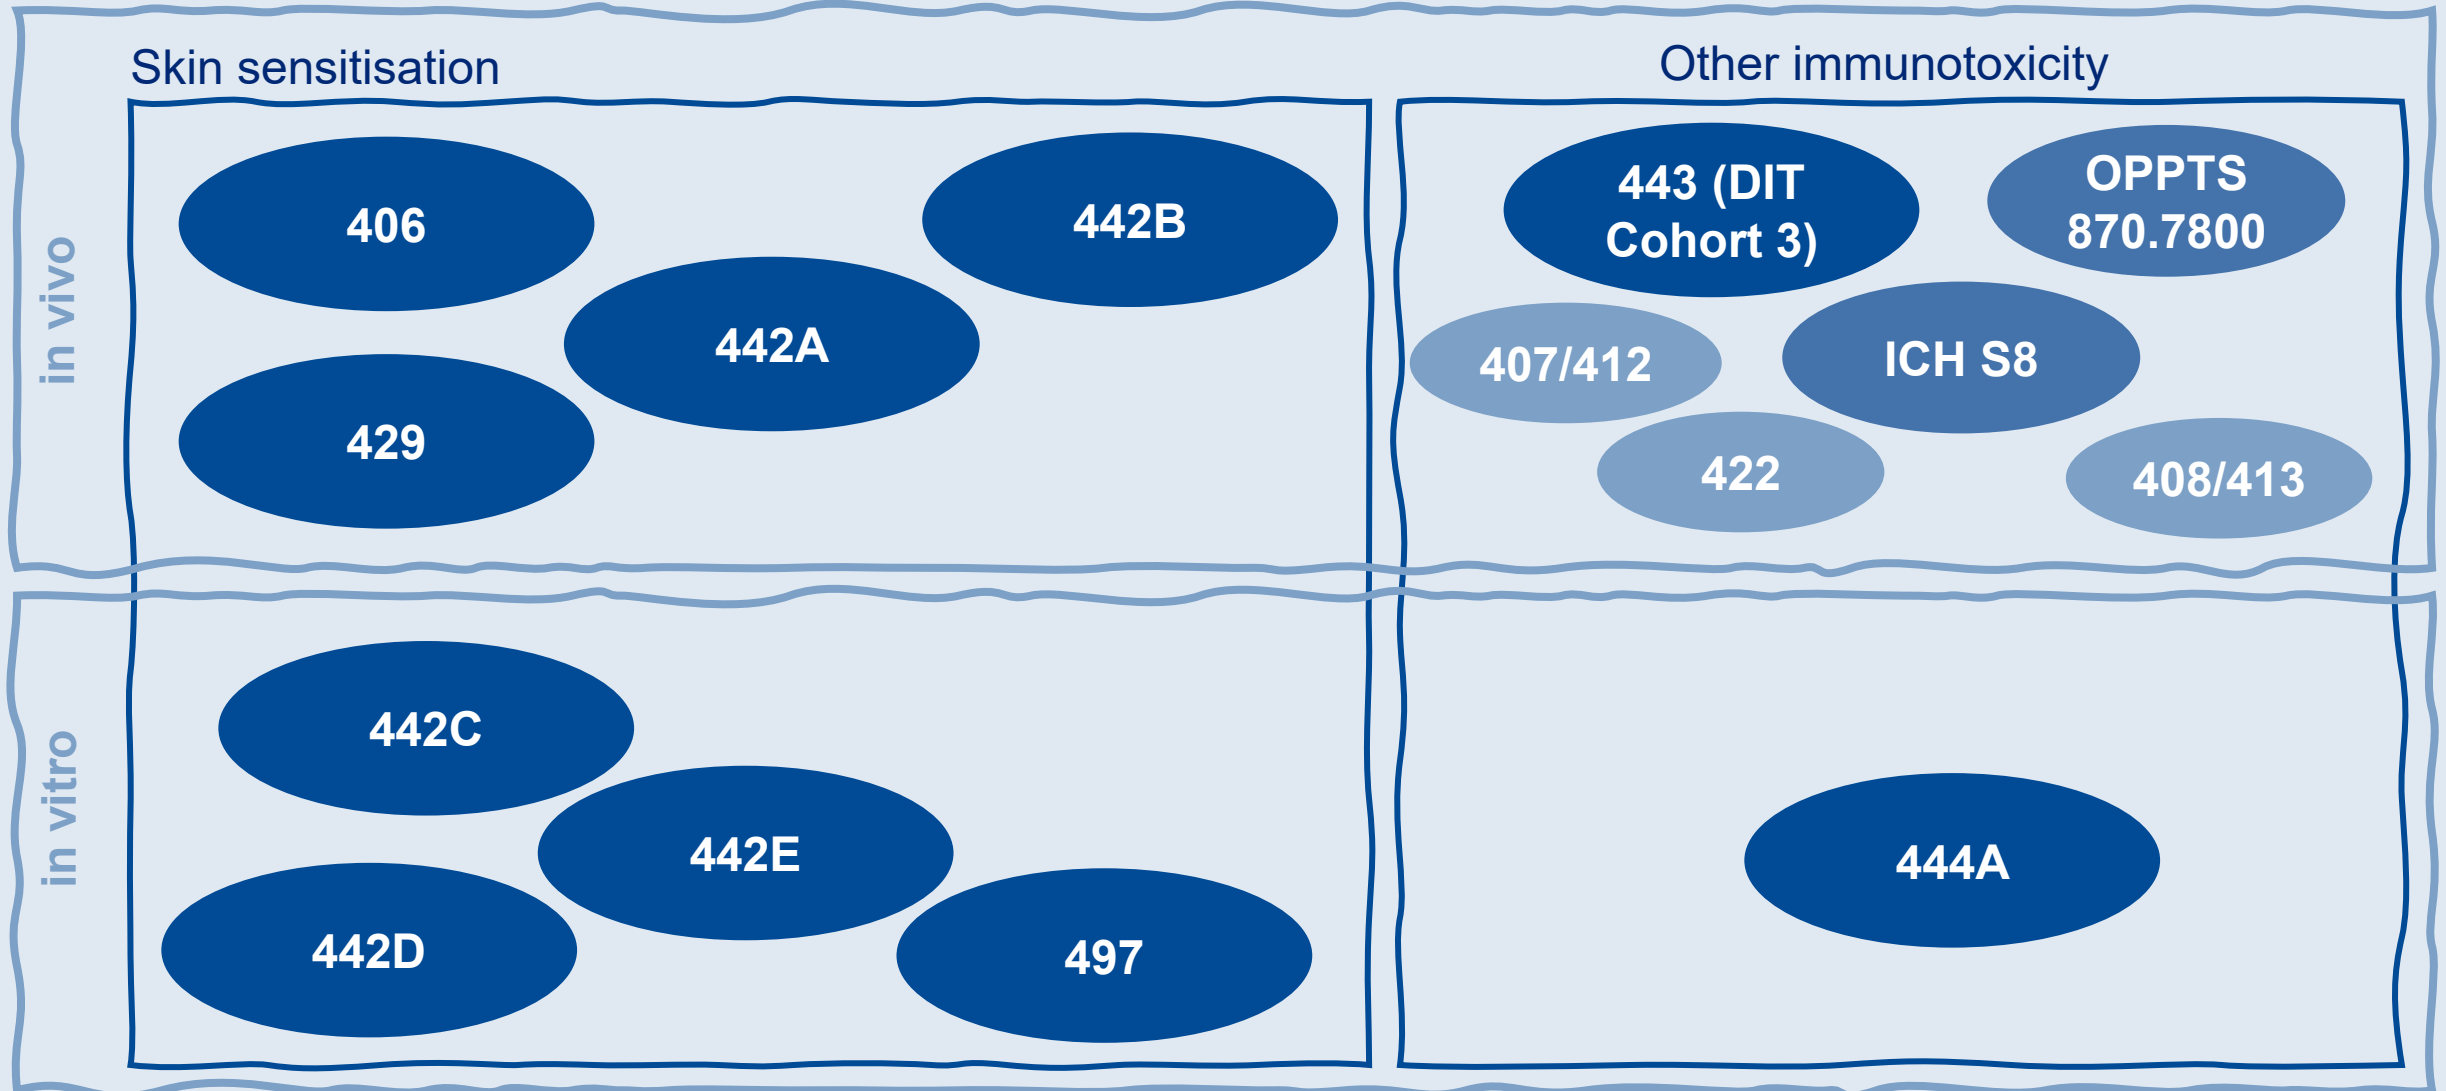 Skin sensitisation
Other immunotoxicity
in vivo
406
442B
442A
429
443 (DIT
Cohort 3)
OPPTS
870.7800
407/412
ICH S8
422
408/413
in vitro
442C
442E
442D
497
444A